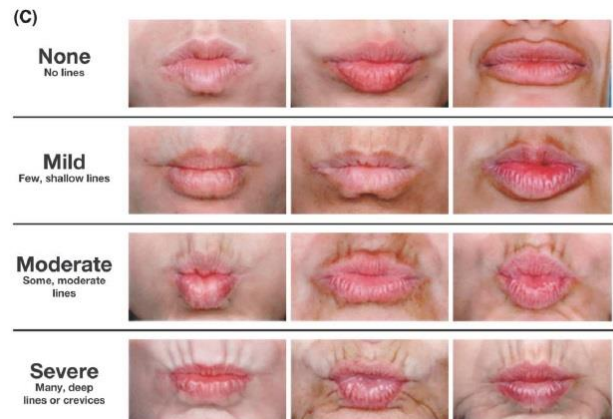 (C)
None
No lines
Mild
Few, shallow lines
Moderate
Some, moderate
lines
Severe
Many, deep
lines or crevices